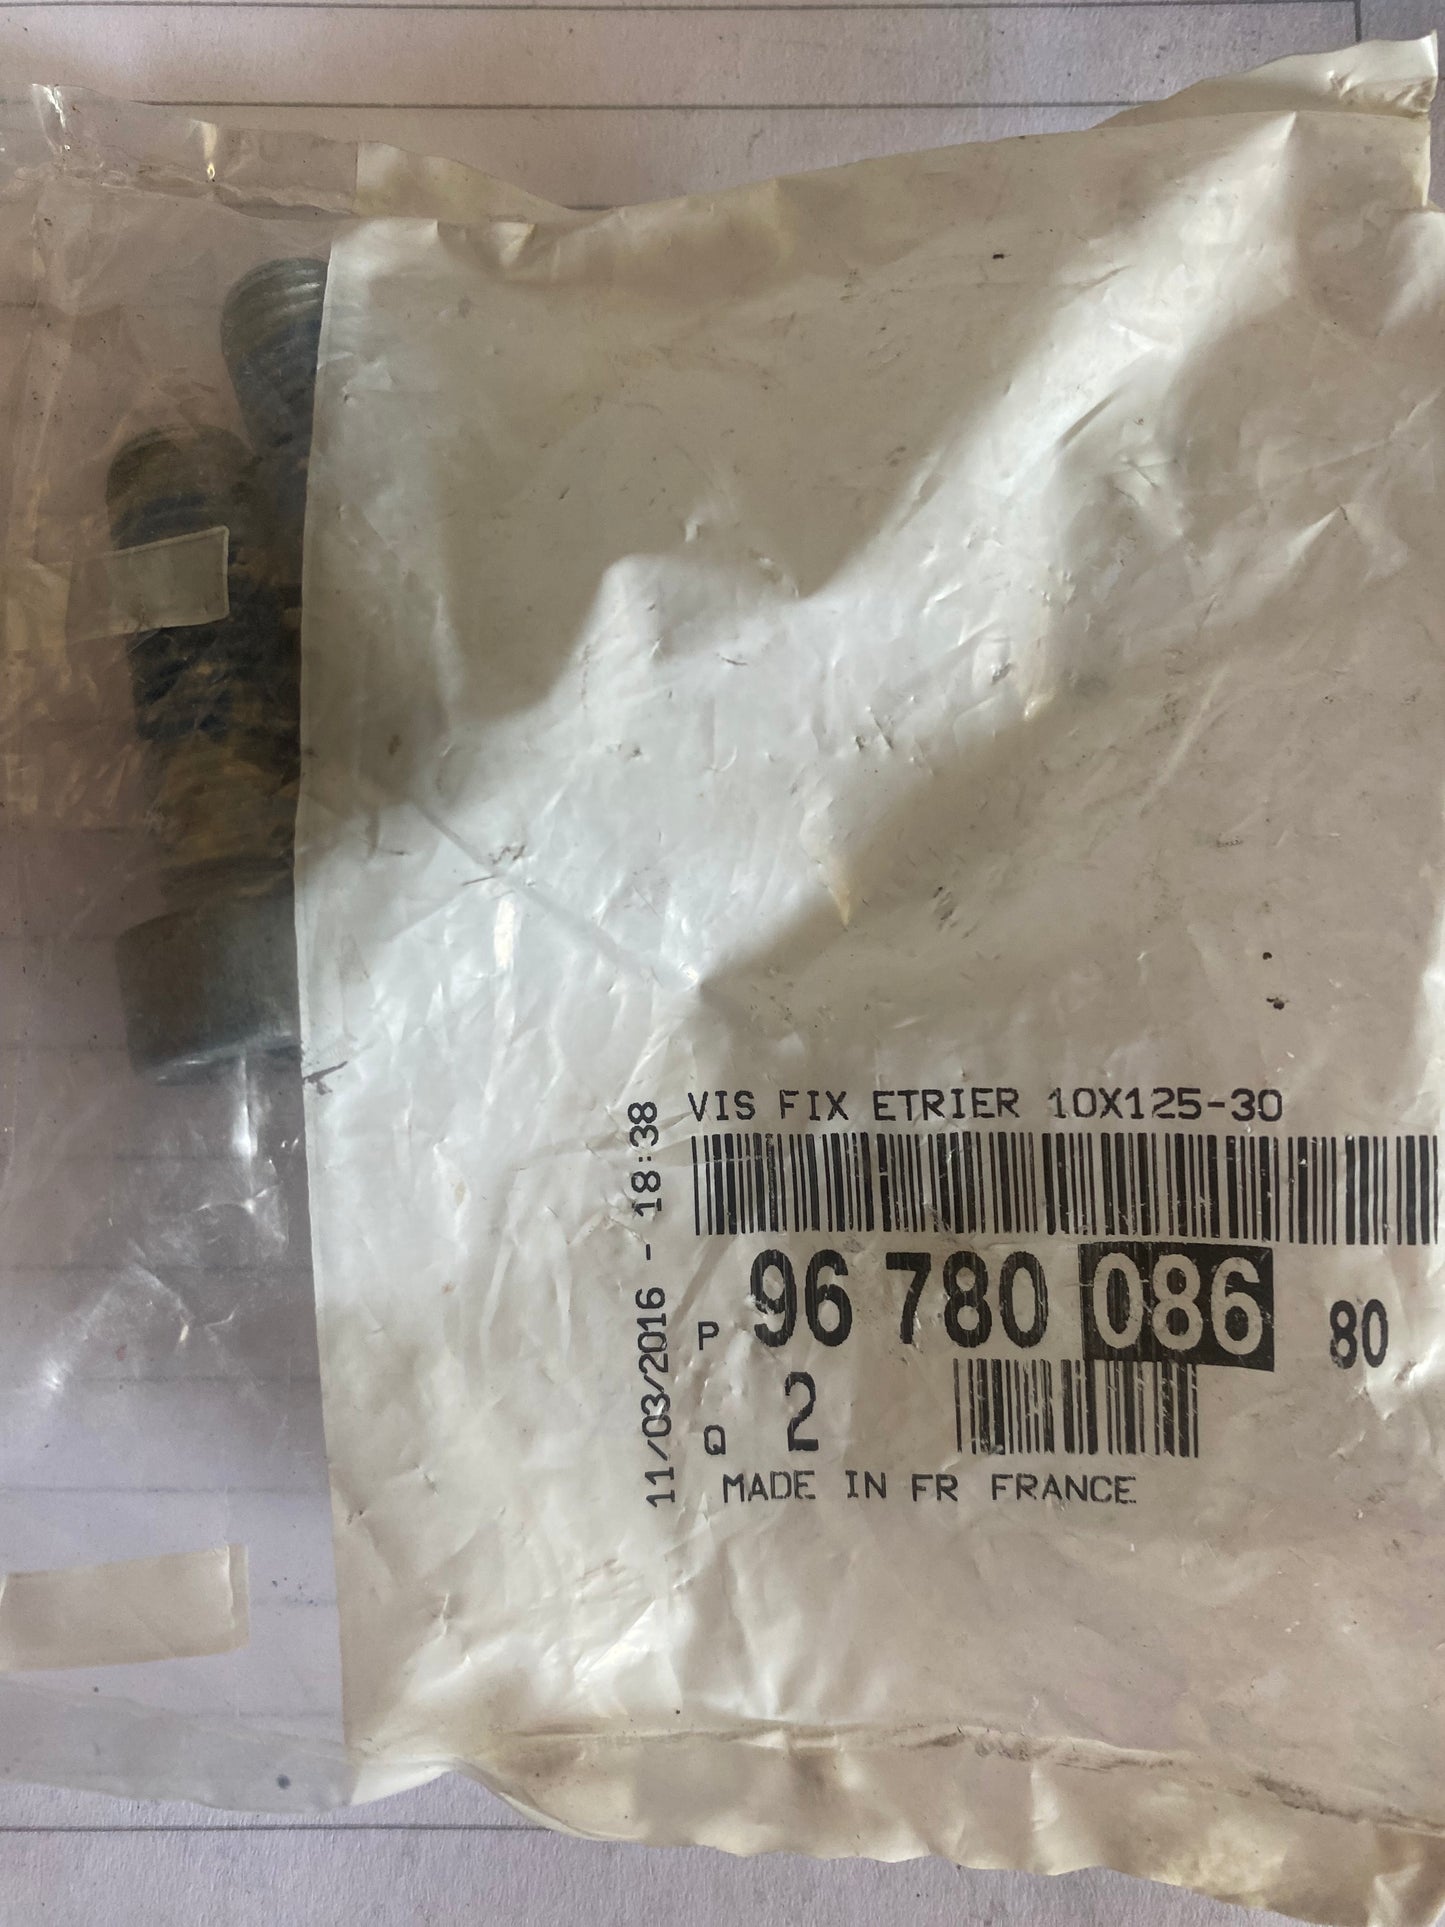 VIS FIX ETRIER 10X125-30
11/03/2016 - 18:38
P 96 780 086 80
Q 2
MADE IN FR FRANCE